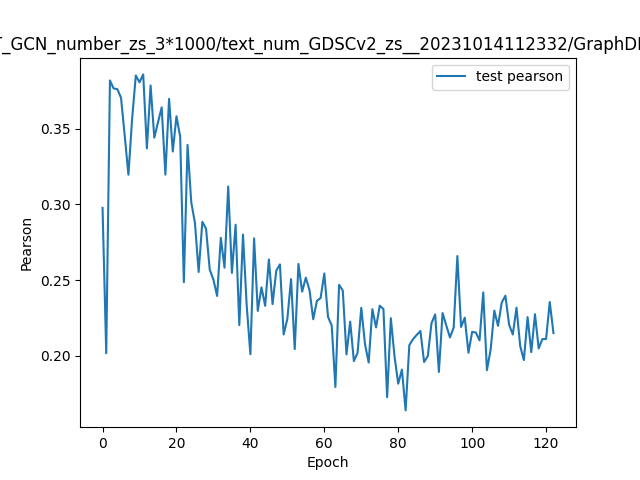 T_GCN_number_zs_3*1000/text_num_GDSCv2_zs__20231014112332/GraphD
test pearson
Pearson
0.35
0.30
0.25
0.20
0 20 40 60 80 100 120
Epoch